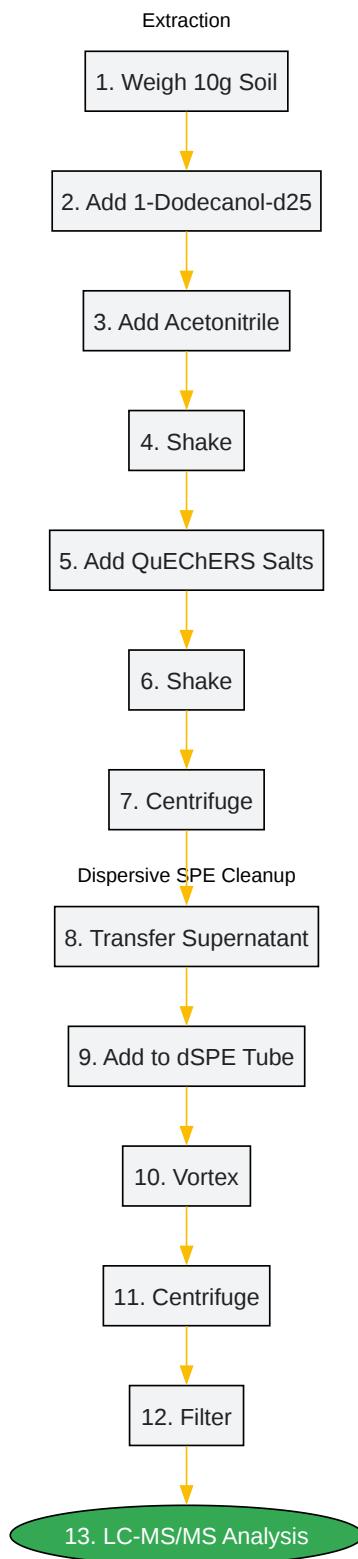 Extraction
1. Weigh 10g Soil
2. Add 1-Dodecanol-d25
3. Add Acetonitrile
4. Shake
5. Add QuEChERS Salts
6. Shake
7. Centrifuge
Dispersive SPE Cleanup
8. Transfer Supernatant
9. Add to dSPE Tube
10. Vortex
11. Centrifuge
12. Filter
13. LC-MS/MS Analysis